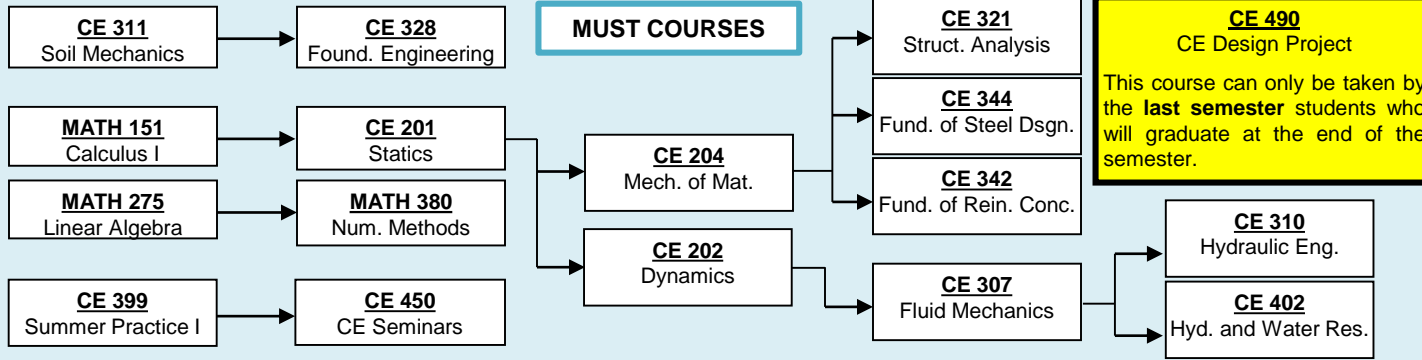 CE 311
Soil Mechanics
CE 328
Found. Engineering
MUST COURSES
CE 321
Struct. Analysis
CE 490
CE Design Project
This course can only be taken by
the last semester students who
will graduate at the end of the
semester.
MATH 151
Calculus I
CE 201
Statics
CE 204
Mech. of Mat.
CE 344
Fund. of Steel Dsgn.
MATH 275
Linear Algebra
MATH 380
Num. Methods
CE 342
Fund. of Rein. Conc.
CE 202
Dynamics
CE 310
Hydraulic Eng.
CE 399
Summer Practice I
CE 450
CE Seminars
CE 307
Fluid Mechanics
CE 402
Hyd. and Water Res.